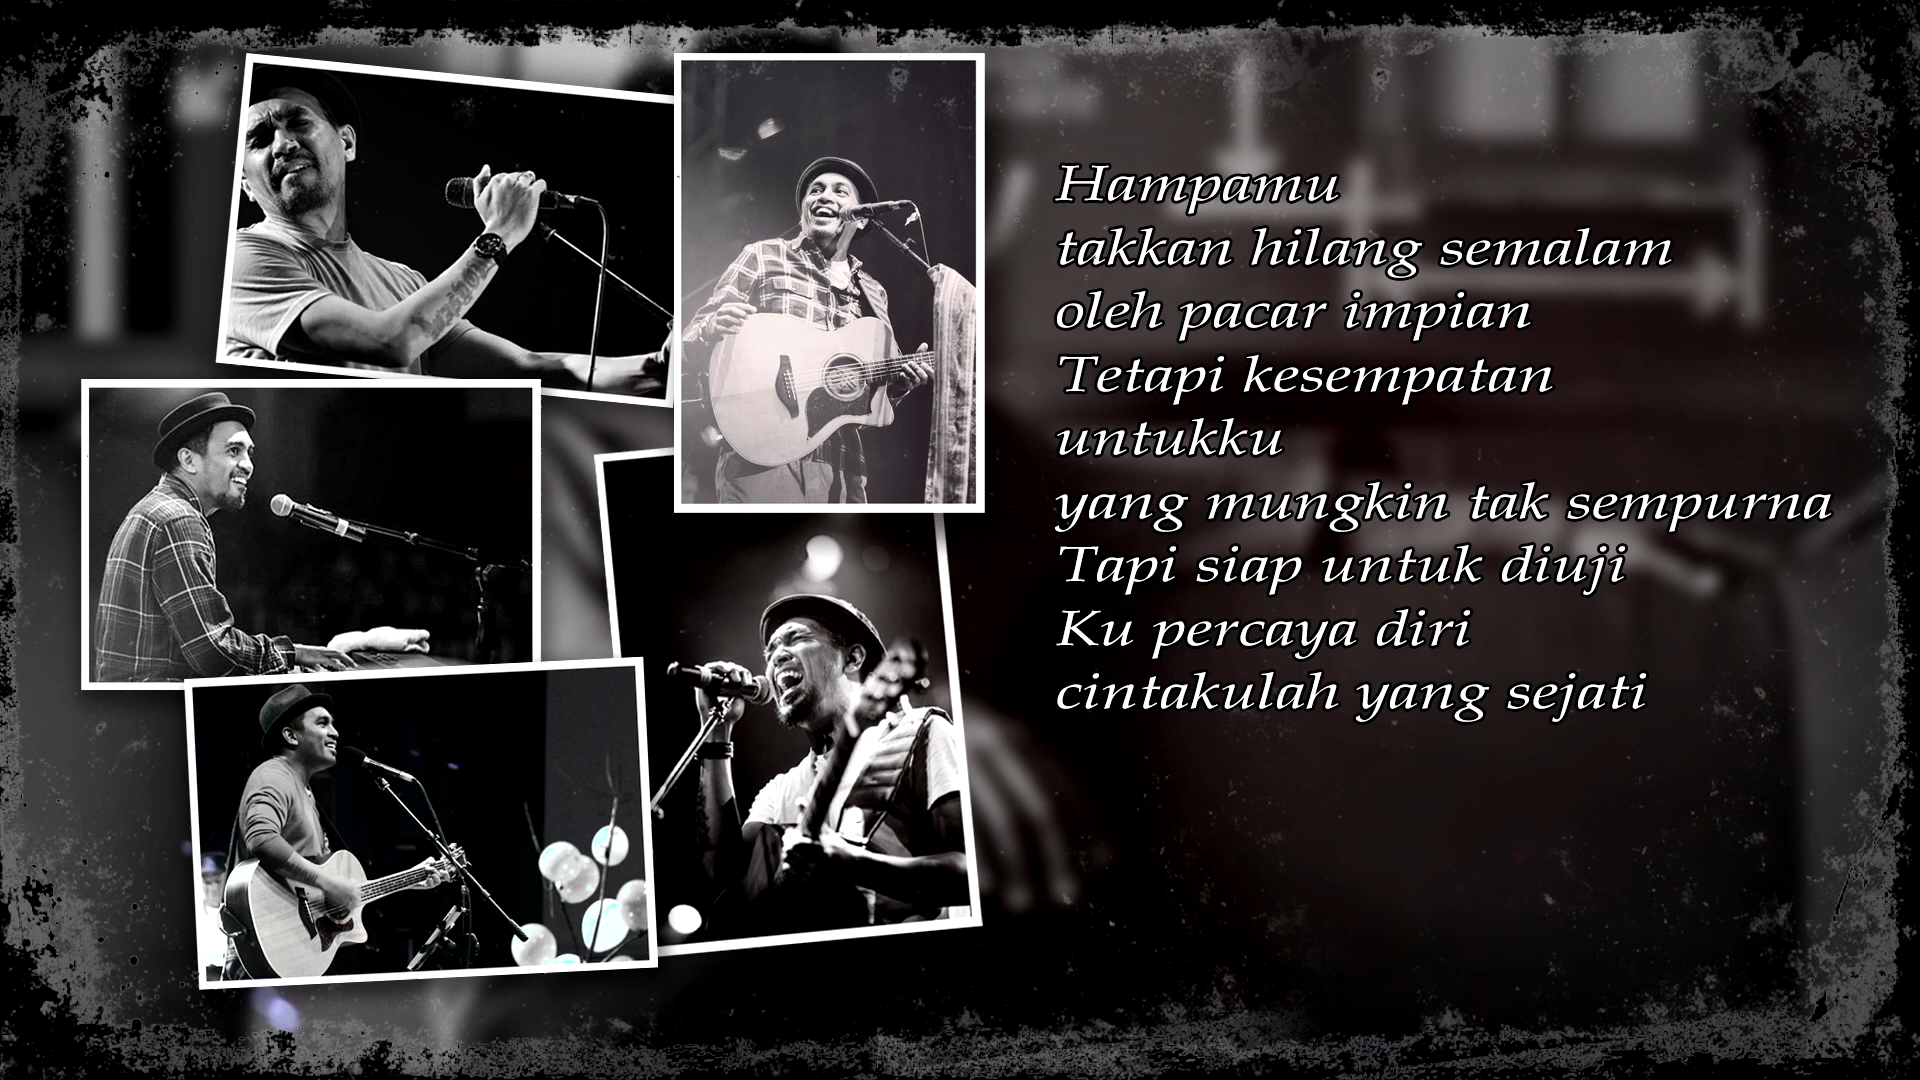 Hampamu
takkan hilang semalam
oleh pacar impian
Tetapi kesempatan
untukku
yang mungkin tak sempurna
Tapi siap untuk diuji
Ku percaya diri
cintakulah yang sejati